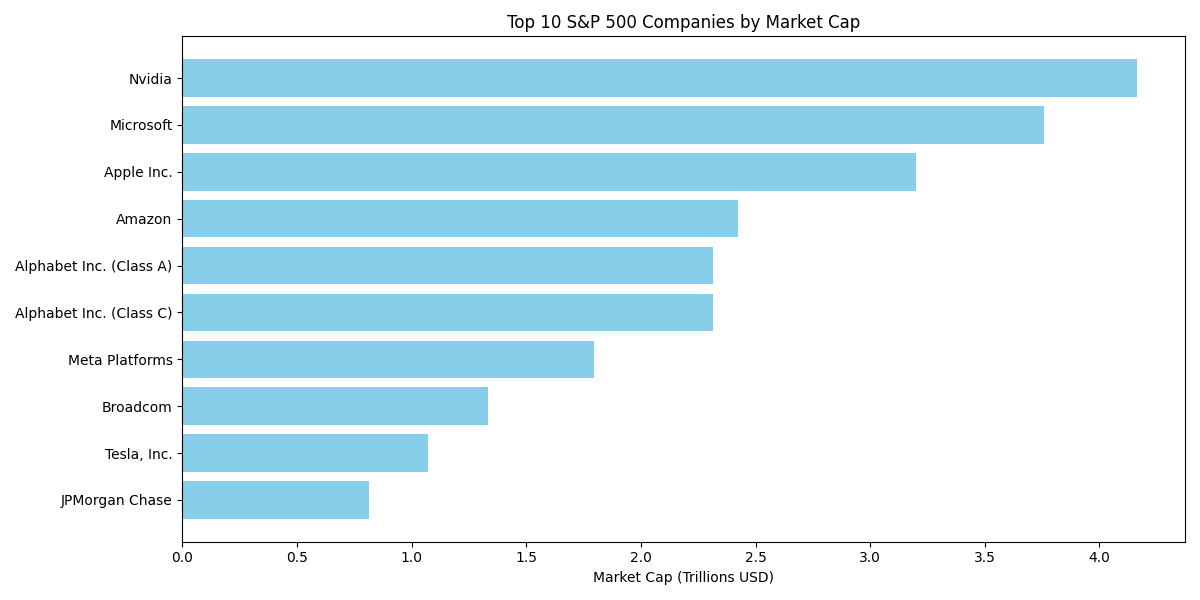 Top 10 S&P 500 Companies by Market Cap
Nvidia
Microsoft
Apple Inc.
Amazon
Alphabet Inc. (Class A)
Alphabet Inc. (Class C)
Meta Platforms
Broadcom
Tesla, Inc.
JPMorgan Chase
0.0 0.5 1.0 1.5 2.0 2.5 3.0 3.5 4.0
Market Cap (Trillions USD)